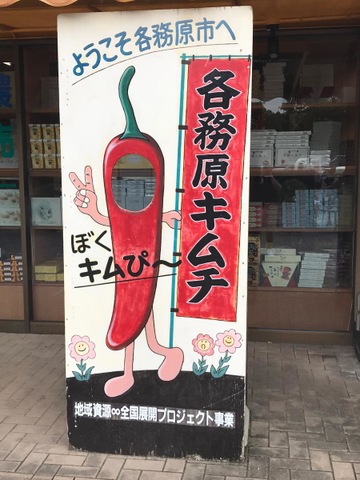 ようこそ各務原市へ
各務原キムチ
ぼく
キムぴ〜
地域資源∞全国展開プロジェクト事業